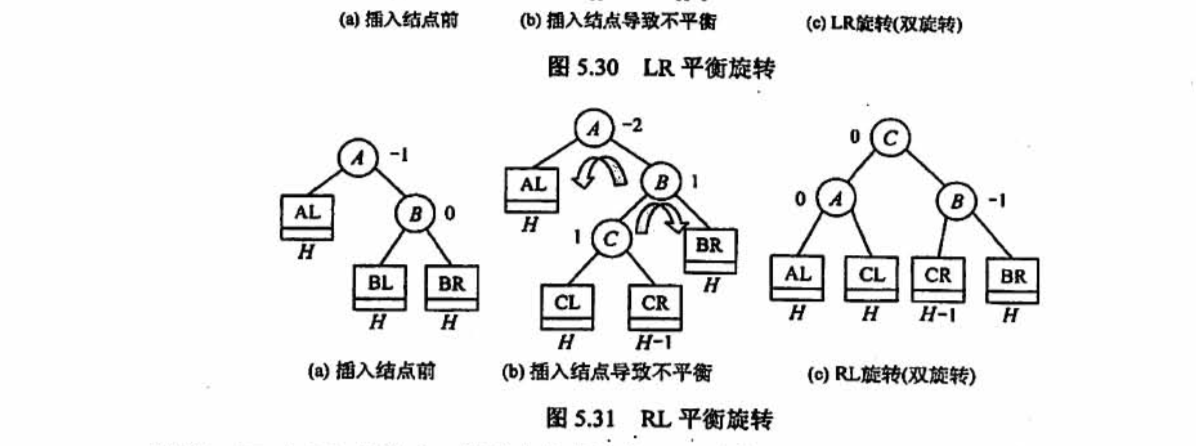 (a) 插入结点前 (b) 插入结点导致不平衡 (c) LR旋转(双旋转)
图 5.30 LR 平衡旋转
A -1
AL
H
B 0
BL BR
H H
A -2
AL
H
B 1
1 C
BR
H
CL CR
H H-1
0 C
0 A B -1
AL CL CR BR
H H H-1 H
(a) 插入结点前 (b) 插入结点导致不平衡 (c) RL旋转(双旋转)
图 5.31 RL 平衡旋转